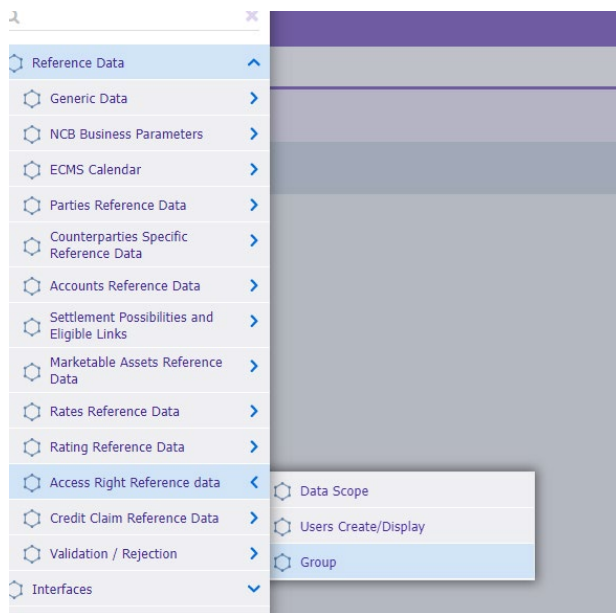 Reference Data
Generic Data
NCB Business Parameters
ECMS Calendar
Parties Reference Data
Counterparties Specific
Reference Data
Accounts Reference Data
Settlement Possibilities and
Eligible Links
Marketable Assets Reference
Data
Rates Reference Data
Rating Reference Data
Access Right Reference data
Data Scope
Credit Claim Reference Data
Users Create/Display
Validation / Rejection
Group
Interfaces